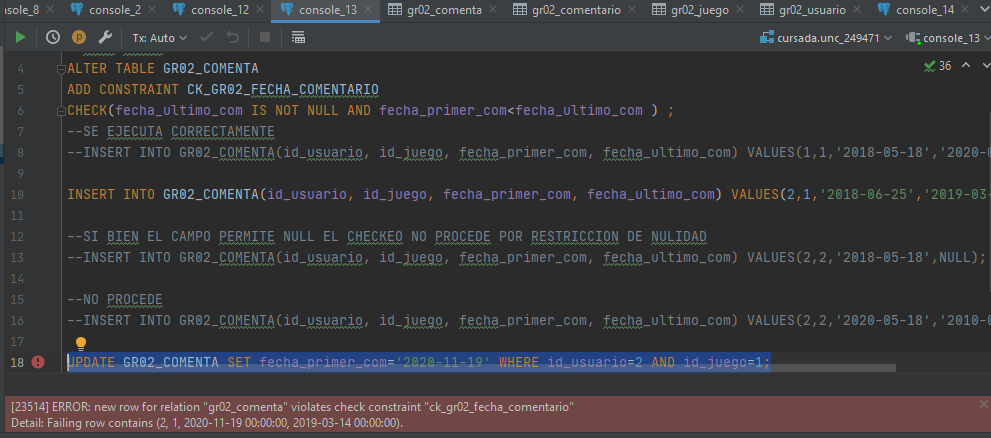 nsole_8 × console_2 × console_12 × console_13 × gr02_comenta × gr02_comentario × gr02_juego × gr02_usuario × console_14 ×
Tx: Auto cursada.unc_249471 console_13
4 ALTER TABLE GR02_COMENTA
36
5 ADD CONSTRAINT CK_GR02_FECHA_COMENTARIO
6 CHECK(fecha_ultimo_com IS NOT NULL AND fecha_primer_com<fecha_ultimo_com ) ;
7 --SE EJECUTA CORRECTAMENTE
8 --INSERT INTO GR02_COMENTA(id_usuario, id_juego, fecha_primer_com, fecha_ultimo_com) VALUES(1,1,'2018-05-18','2020-0
9
10 INSERT INTO GR02_COMENTA(id_usuario, id_juego, fecha_primer_com, fecha_ultimo_com) VALUES(2,1,'2018-06-25','2019-03-
11
12 --SI BIEN EL CAMPO PERMITE NULL EL CHECKEO NO PROCEDE POR RESTRICCION DE NULIDAD
13 --INSERT INTO GR02_COMENTA(id_usuario, id_juego, fecha_primer_com, fecha_ultimo_com) VALUES(2,2,'2018-05-18',NULL);
14
15 --NO PROCEDE
16 --INSERT INTO GR02_COMENTA(id_usuario, id_juego, fecha_primer_com, fecha_ultimo_com) VALUES(2,2,'2020-05-18','2010-0
17
18 UPDATE GR02_COMENTA SET fecha_primer_com='2020-11-19' WHERE id_usuario=2 AND id_juego=1;
[23514] ERROR: new row for relation "gr02_comenta" violates check constraint "ck_gr02_fecha_comentario"
Detail: Failing row contains (2, 1, 2020-11-19 00:00:00, 2019-03-14 00:00:00).